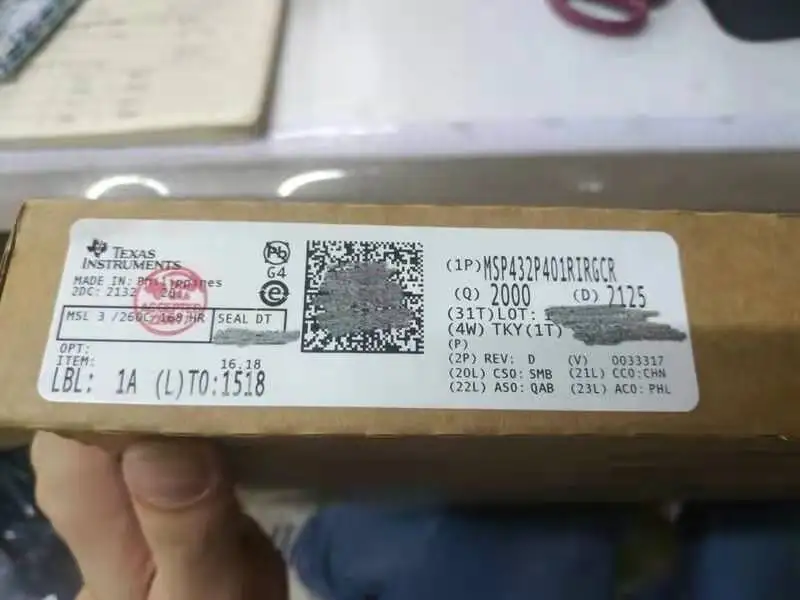 TEXAS
INSTRUMENTS
MADE IN: Philippines
2DC: 2132
MSL 3 /260C/168 HR
SEAL DT
OPT:
ITEM:
16.18
LBL: 1A (L)TO:1518
Pb
G4
(1P)MSP432P401RIRGCR
(Q) 2000 (D) 2125
(31T)LOT:
(4W) TKY(1T)
(P)
(2P) REV: D (V) 0033317
(20L) CSO: SMB (21L) CCO:CHN
(22L) ASO: QAB (23L) ACO: PHL